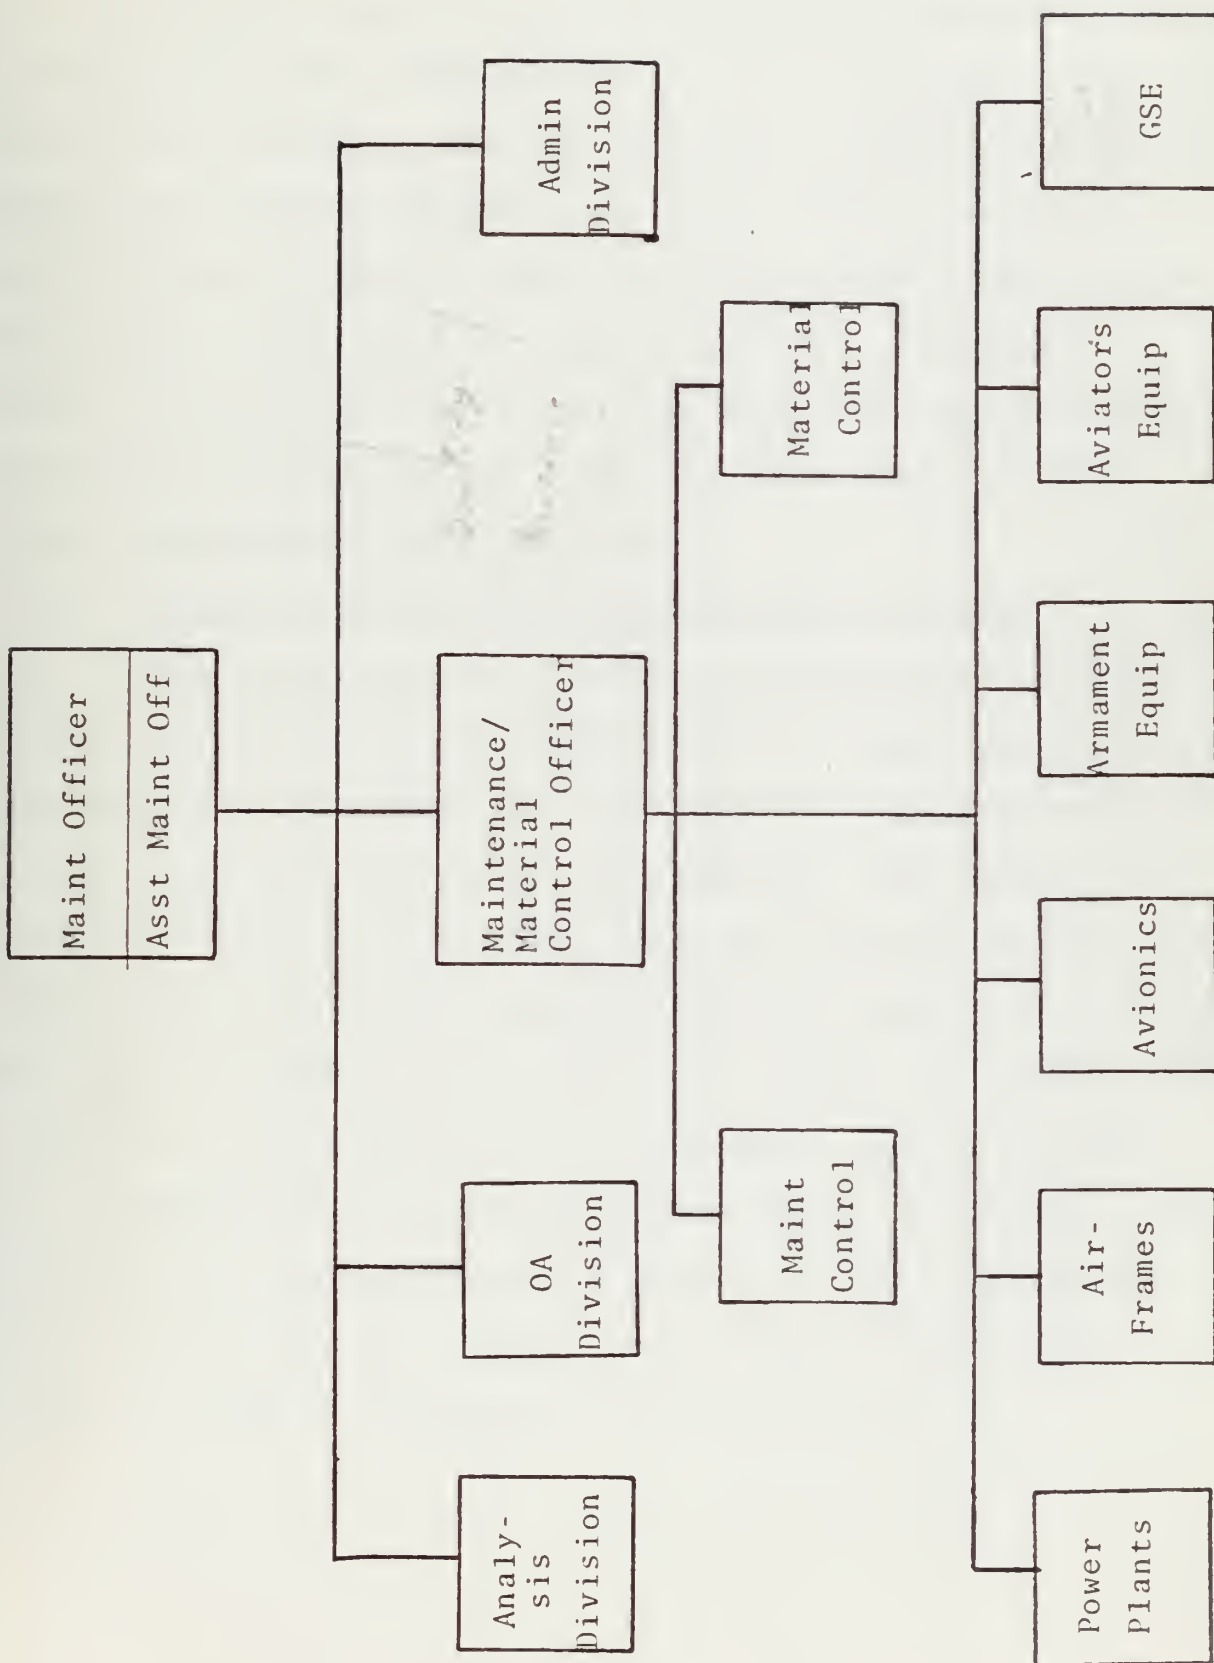 Maint Officer
Asst Maint Off
Analy-
sis
Division
OA
Division
Maintenance/
Material
Control Officer
Admin
Division
Maint
Control
Material
Control
Power
Plants
Air-
Frames
Avionics
Armament
Equip
Aviators
Equip
GSE